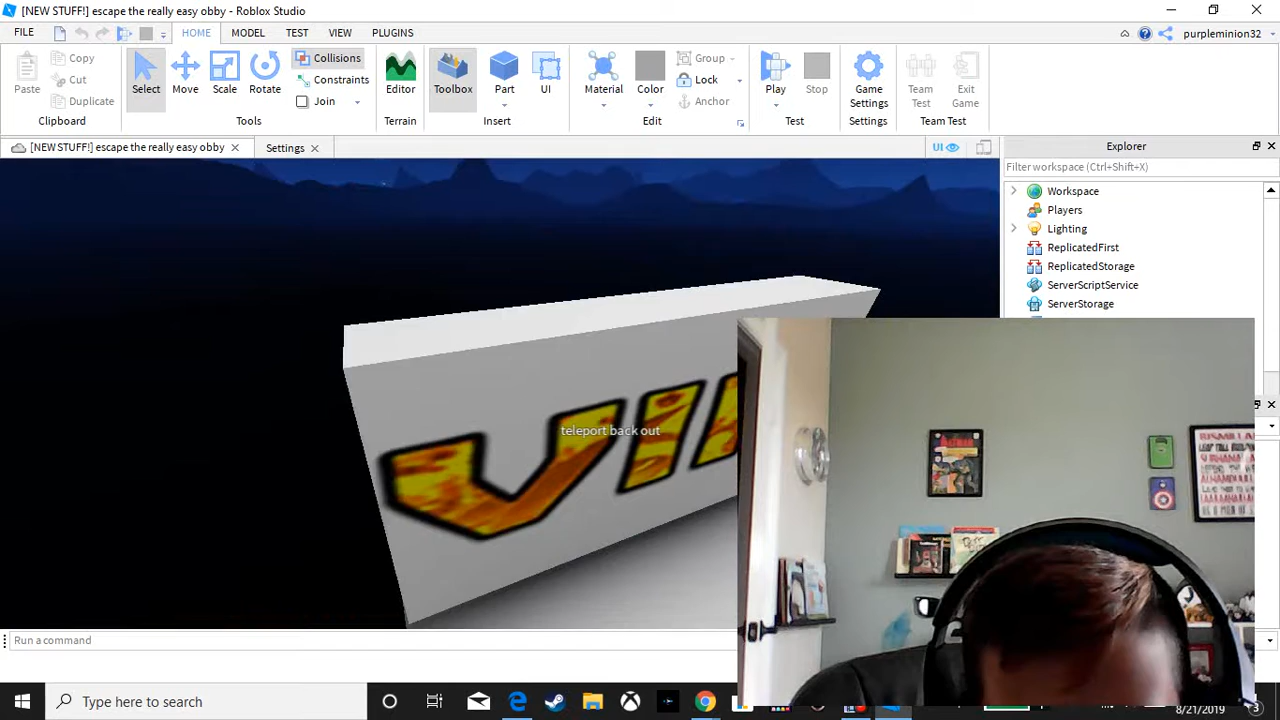 [NEW STUFF!] escape the really easy obby - Roblox Studio
FILE HOME MODEL TEST VIEW PLUGINS purpleminion32
Paste Copy Cut Duplicate Clipboard
Select Move Scale Rotate Collisions Constraints Join Tools
Editor Terrain
Toolbox Part UI Insert
Material Color Group Lock Anchor Edit
Play Stop Test
Game Settings Settings
Team Test Exit Game Team Test
[NEW STUFF!] escape the really easy obby Settings UI
Explorer
Filter workspace (Ctrl+Shift+X)
Workspace
Players
Lighting
ReplicatedFirst
ReplicatedStorage
ServerScriptService
ServerStorage
VI
teleport back out
BATMAN
Run a command
Type here to search
8/21/2019
3